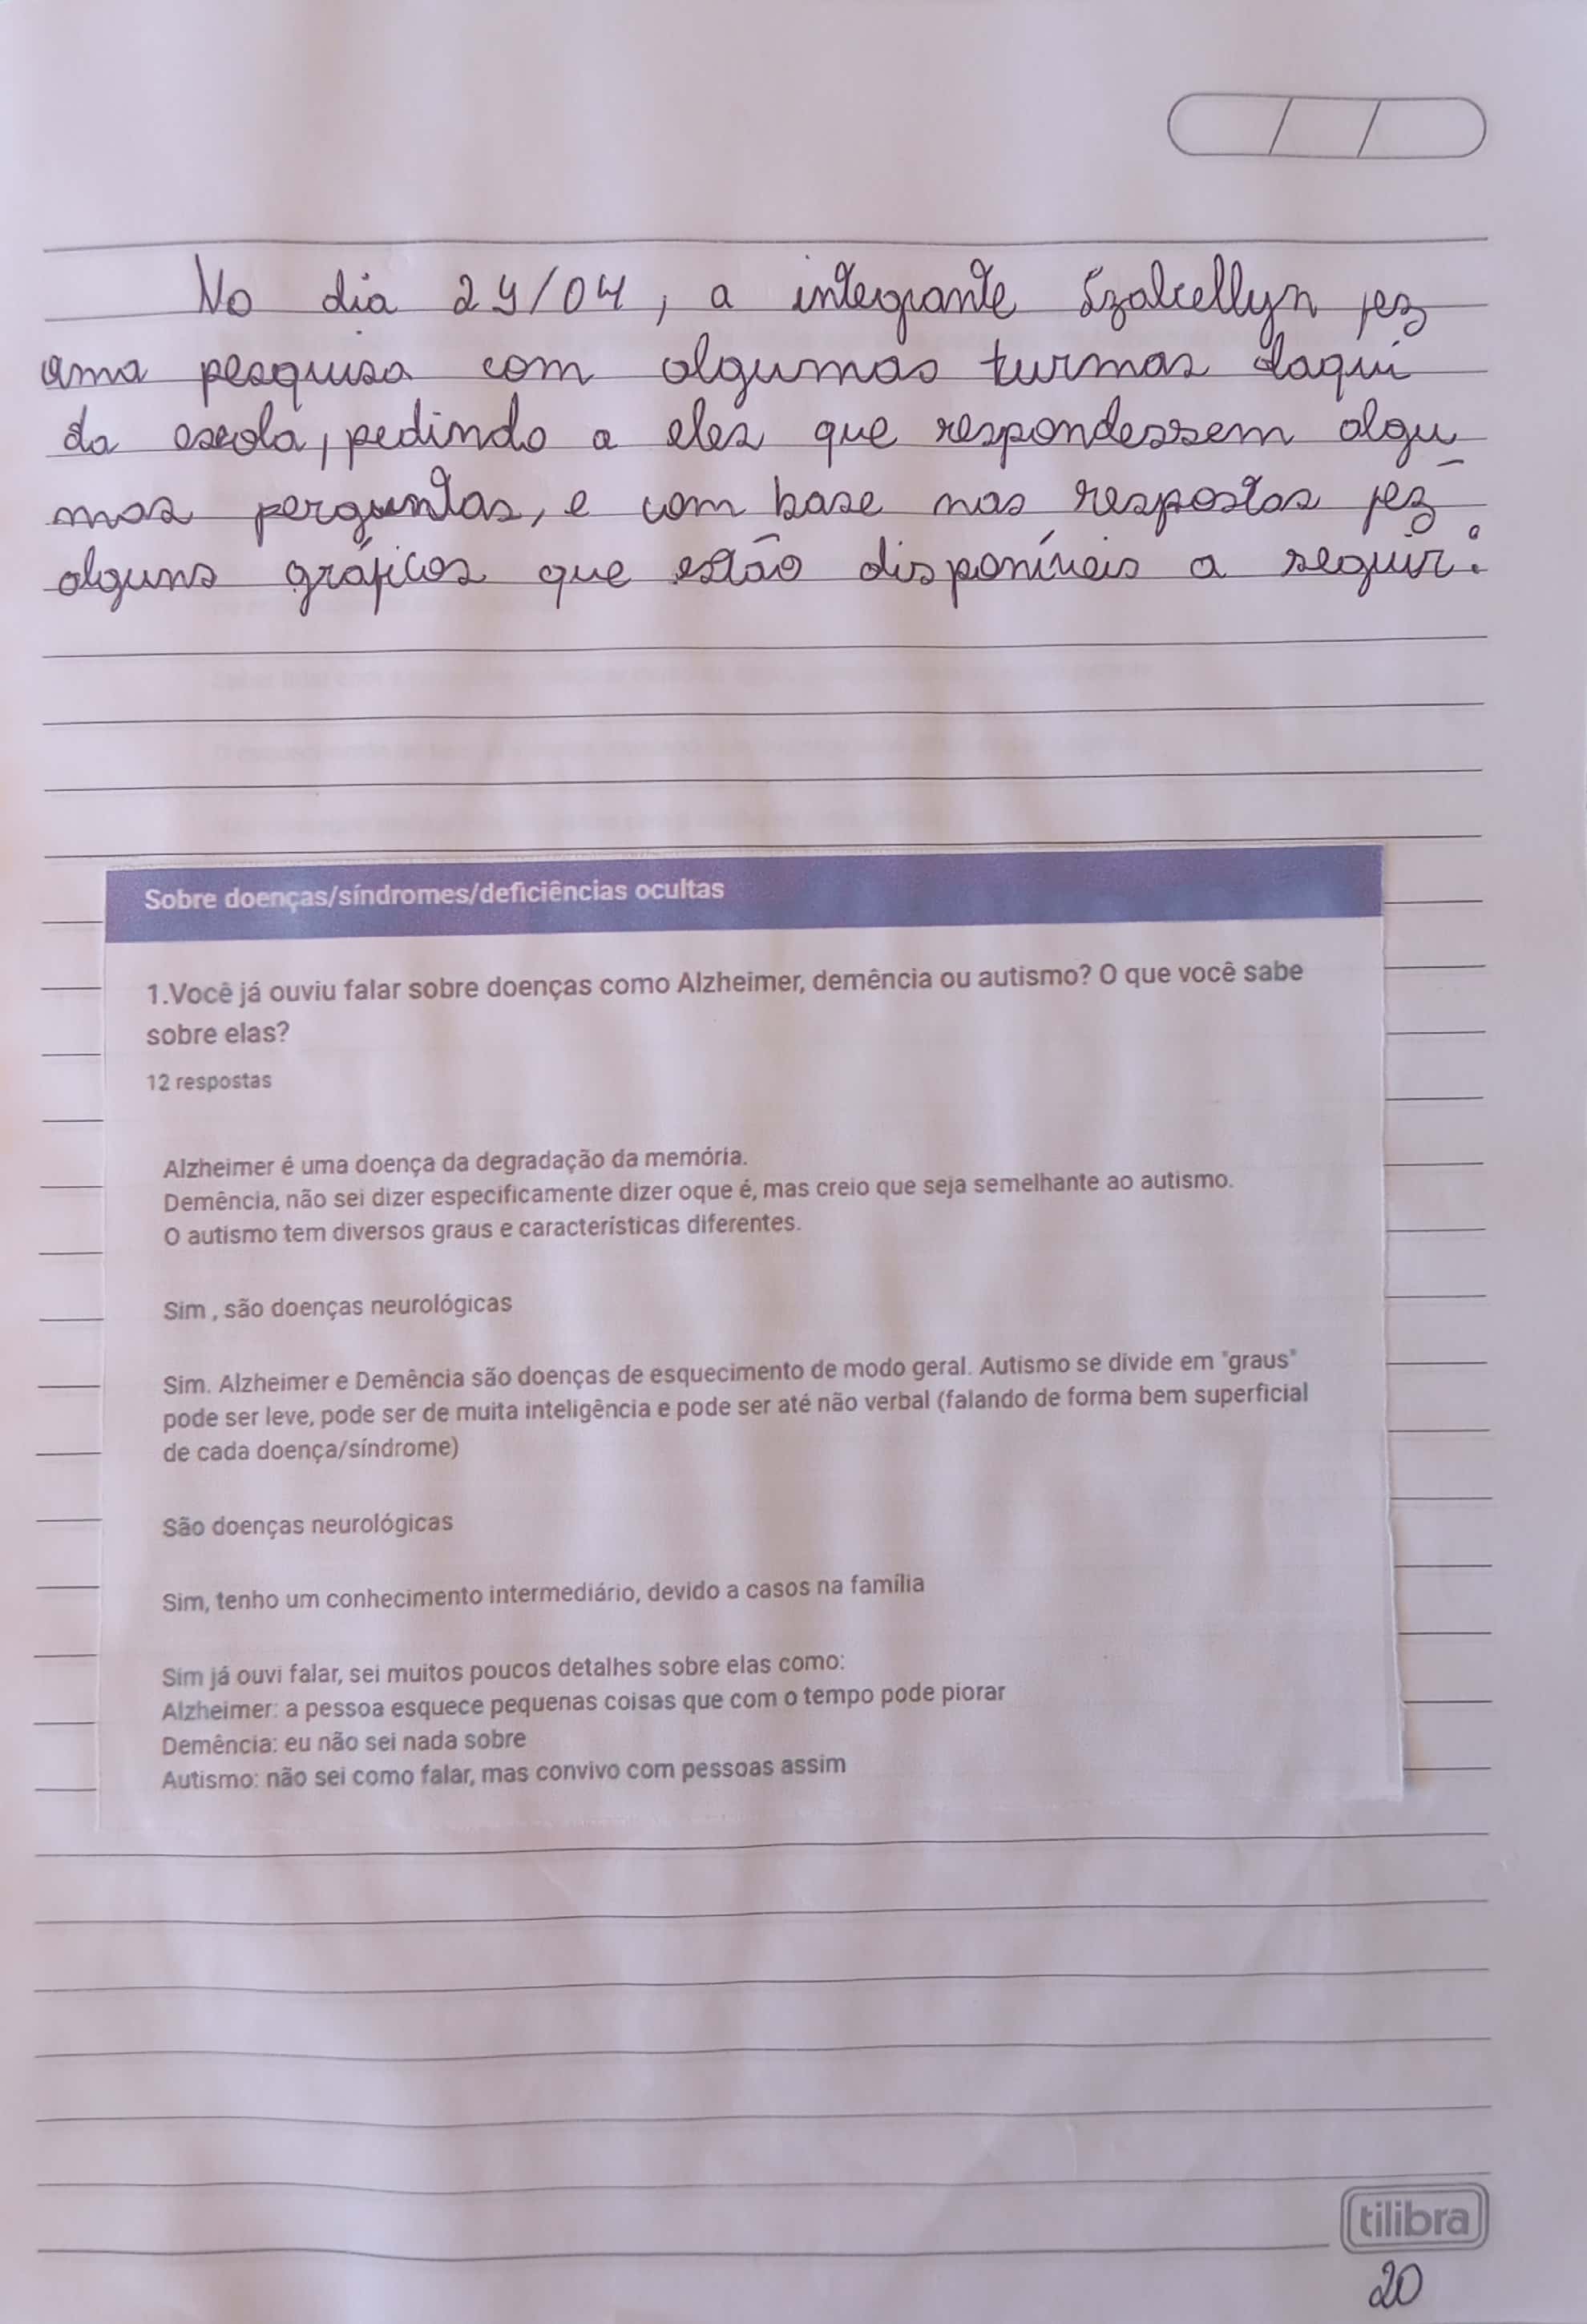 No dia 29/04, a integrante Izabellyn fez
uma pesquisa com algumas turmas daqui
da escola, pedindo a eles que respondessem algu
mas perguntas, e com base nas respostas fez
alguns gráficos que estão disponíveis a seguir:
Sobre doenças/síndromes/deficiências ocultas
1.Você já ouviu falar sobre doenças como Alzheimer, demência ou autismo? O que você sabe
sobre elas?
12 respostas
Alzheimer é uma doença da degradação da memória.
Demência, não sei dizer especificamente dizer oque é, mas creio que seja semelhante ao autismo.
O autismo tem diversos graus e características diferentes.
Sim , são doenças neurológicas
Sim. Alzheimer e Demência são doenças de esquecimento de modo geral. Autismo se divide em "graus"
pode ser leve, pode ser de muita inteligência e pode ser até não verbal (falando de forma bem superficial
de cada doença/síndrome)
São doenças neurológicas
Sim, tenho um conhecimento intermediário, devido a casos na família
Sim já ouvi falar, sei muitos poucos detalhes sobre elas como:
Alzheimer: a pessoa esquece pequenas coisas que com o tempo pode piorar
Demência: eu não sei nada sobre
Autismo: não sei como falar, mas convivo com pessoas assim
tilibra
20